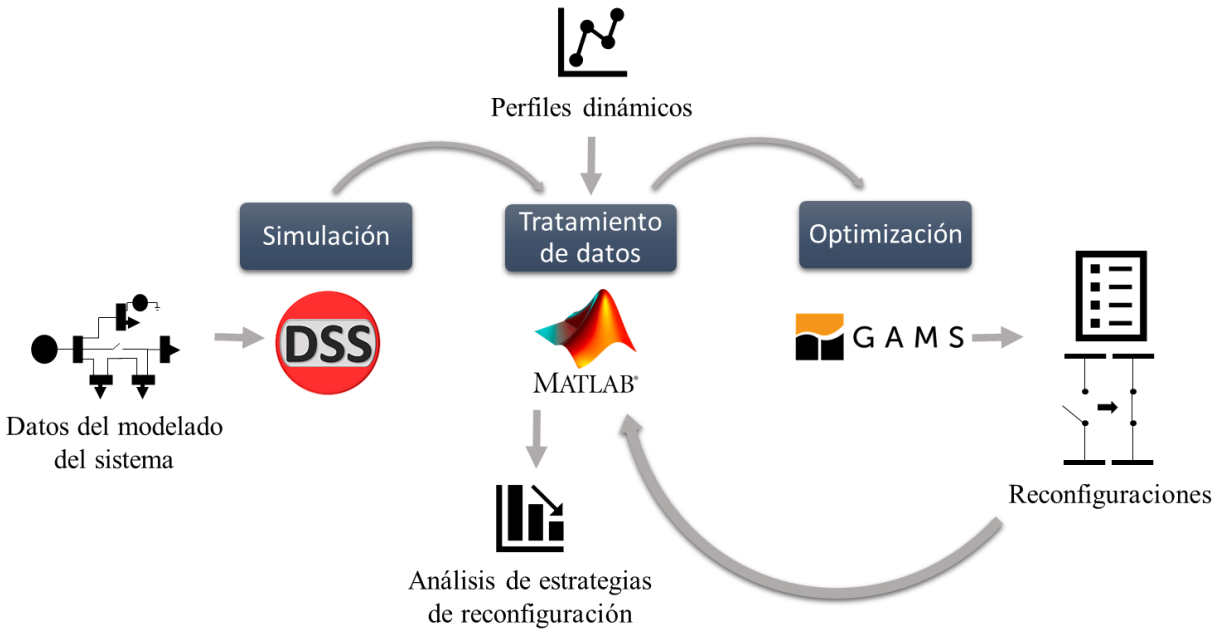 Perfiles dinámicos
Simulación
Tratamiento
de datos
Optimización
DSS
MATLAB®
GAMS
Datos del modelado
del sistema
Reconfiguraciones
Análisis de estrategias
de reconfiguración